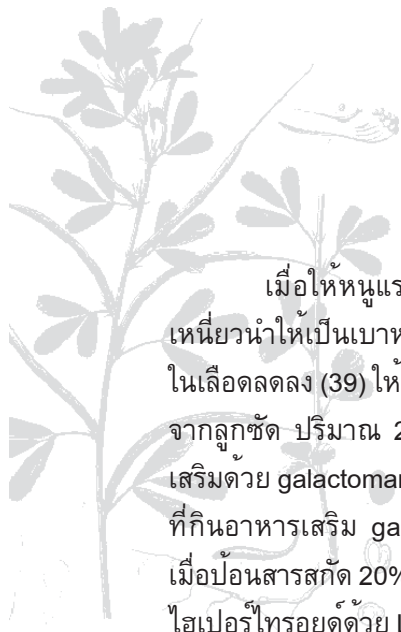 เมื่อให้หนูแร
เหนี่ยวนำให้เป็นเบาห
ในเลือดลดลง (39) ให้
จากลูกซัด ปริมาณ 2
เสริมด้วย galactomar
ที่กินอาหารเสริม ga
เมื่อป้อนสารสกัด 20%
ไฮเปอร์ไทรอยด์ด้วย L